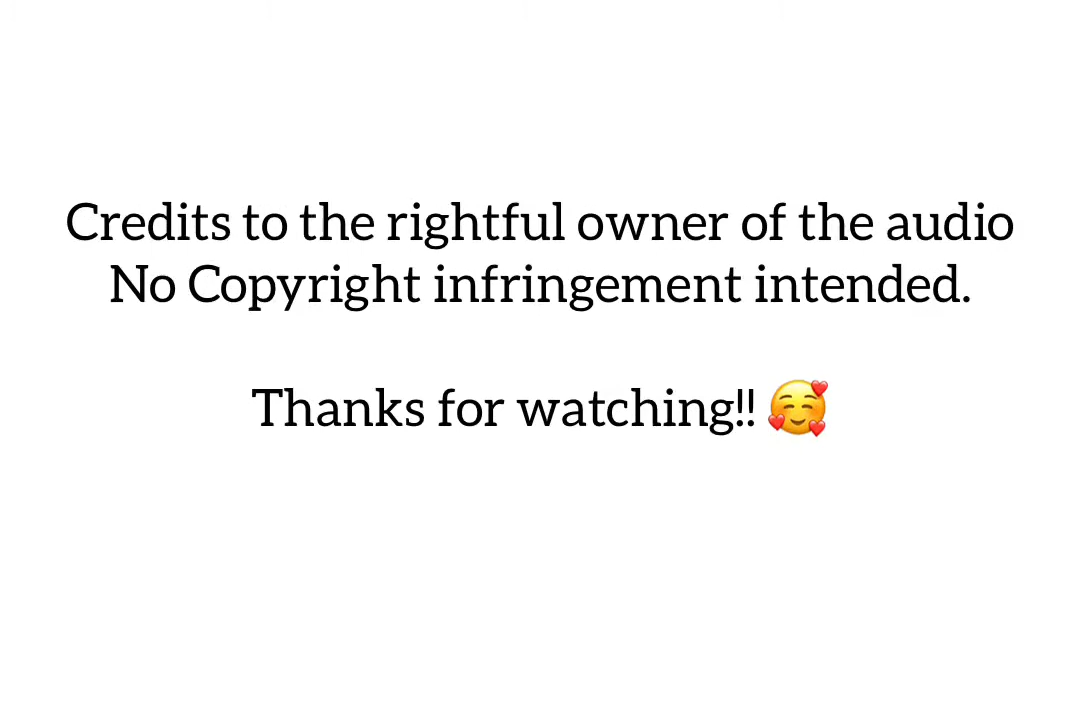 Credits to the rightful owner of the audio
No Copyright infringement intended.
Thanks for watching!! 🥰